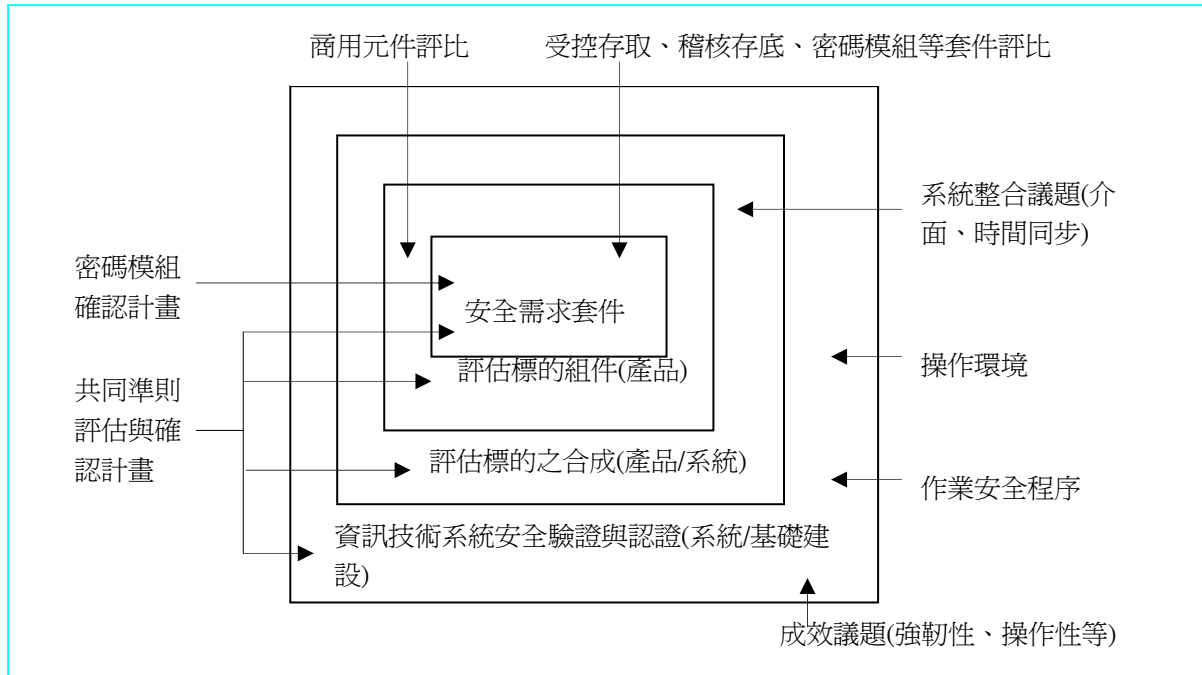 商用元件評比
受控存取、稽核存底、密碼模組等套件評比
系統整合議題(介
面、時間同步)
密碼模組
確認計畫
安全需求套件
評估標的組件(產品)
操作環境
共同準則
評估與確
認計畫
評估標的之合成(產品/系統)
作業安全程序
資訊技術系統安全驗證與認證(系統/基礎建
設)
成效議題(強韌性、操作性等)